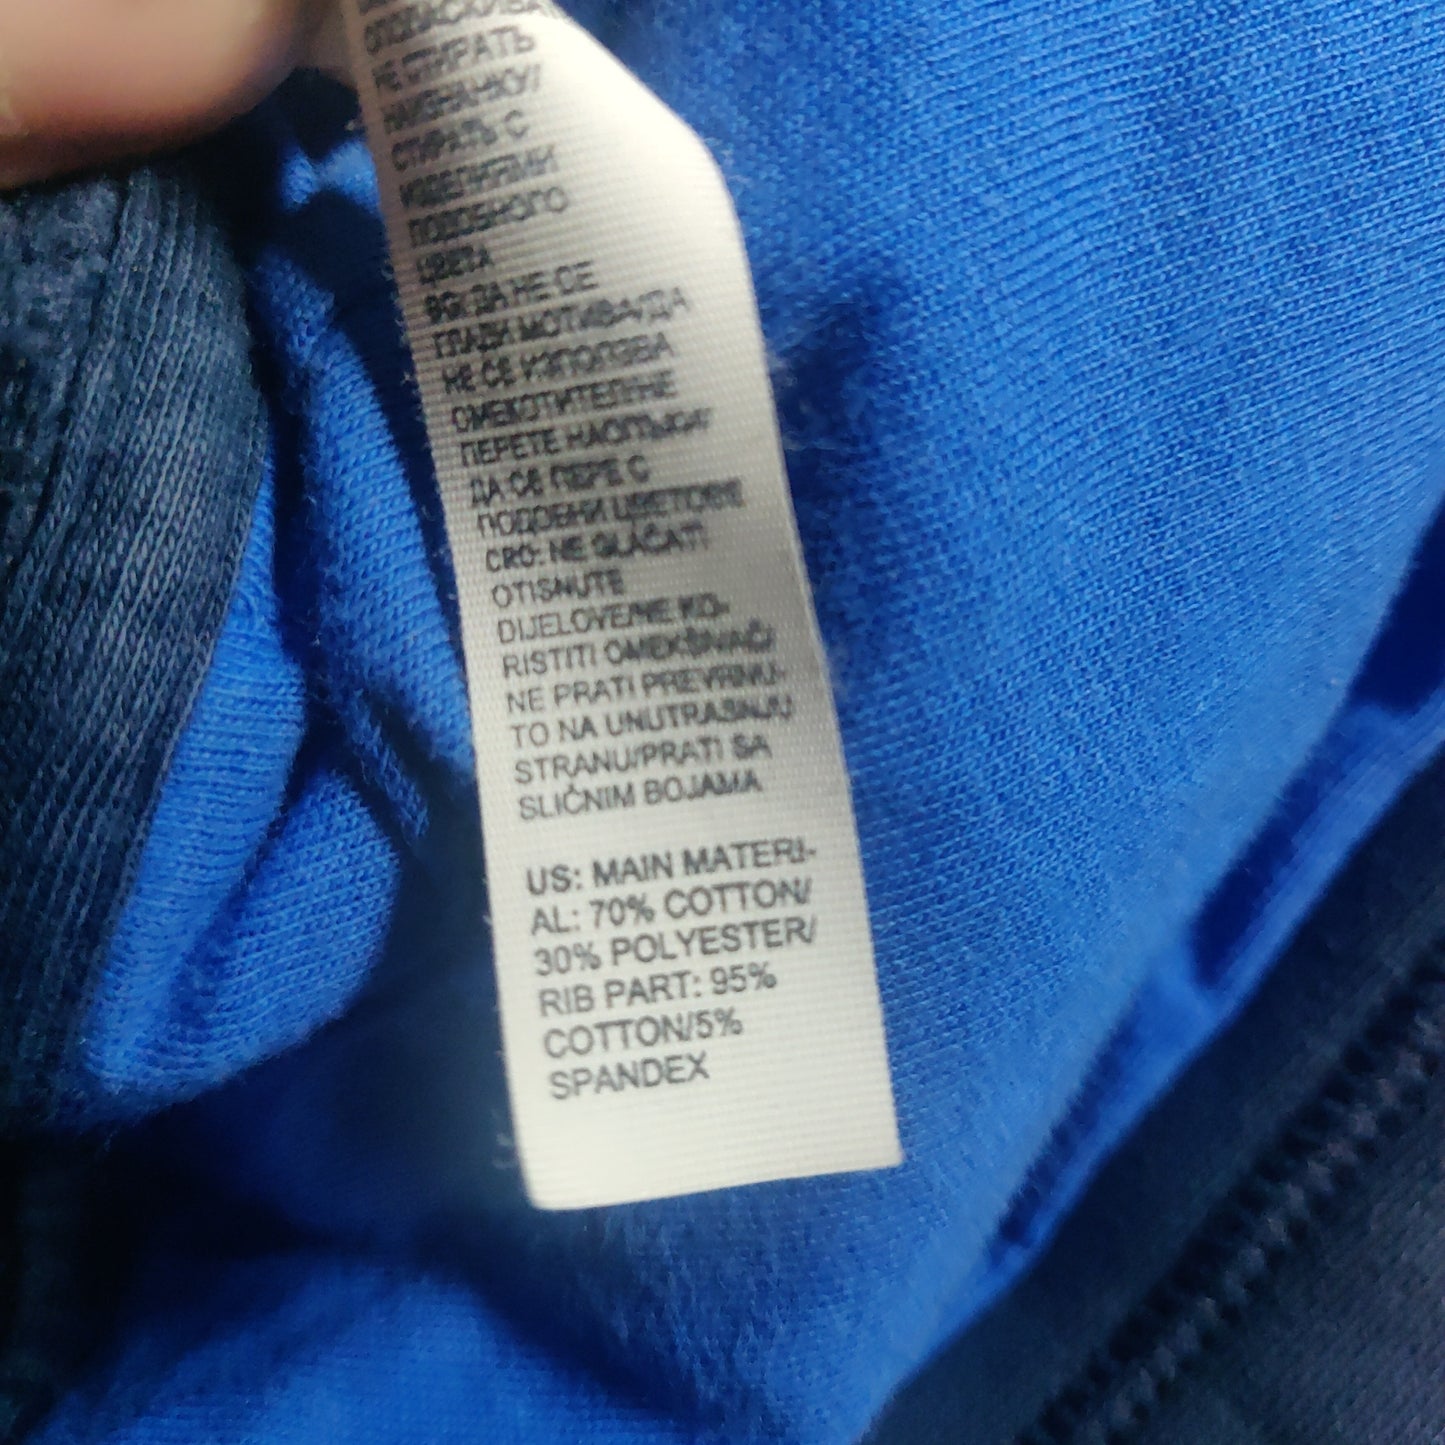 ОПОЛАСКИВА
НЕ СТИРАТЬ
НАИЗНАНКУ/
СТИРАТЬ С
ИЗДЕЛИЯМИ
ПОДОБНОГО
ЦВЕТА
BG: ДА НЕ СЕ
ГЛАДИ МОТИВА/ДА
НЕ СЕ ИЗПОЛЗВА
ОМЕКОТИТЕЛ/НЕ
ПЕРЕТЕ НАОПЪКИ/
ДА СЕ ПЕРЕ С
ПОДОБНИ ЦВЕТОВЕ
CRO: NE GLAČATI
OTISNUTE
DIJELOVE/NE KO-
RISTITI OMEKŠIVAČ/
NE PRATI PREVRNU-
TO NA UNUTRAŠNJU
STRANU/PRATI SA
SLIČNIM BOJAMA
US: MAIN MATERI-
AL: 70% COTTON/
30% POLYESTER/
RIB PART: 95%
COTTON/5%
SPANDEX